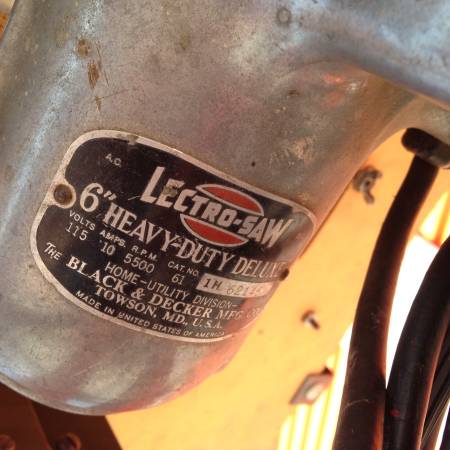 A.C.
LECTRO-SAW
6" HEAVY-DUTY DELUXE
VOLTS AMPS. R.P.M. CAT. NO.
115 10 5500 61
HOME-UTILITY DIVISION-
THE BLACK & DECKER MFG. CO.
TOWSON, MD., U.S.A.
MADE IN UNITED STATES OF AMERICA